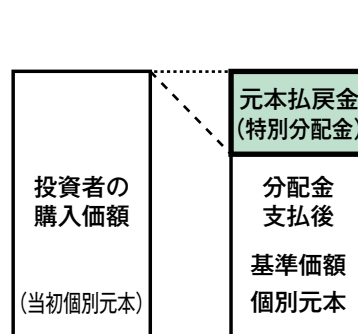 投資者の
購入価額
（当初個別元本）
元本払戻金
（特別分配金）
分配金
支払後
基準価額
個別元本